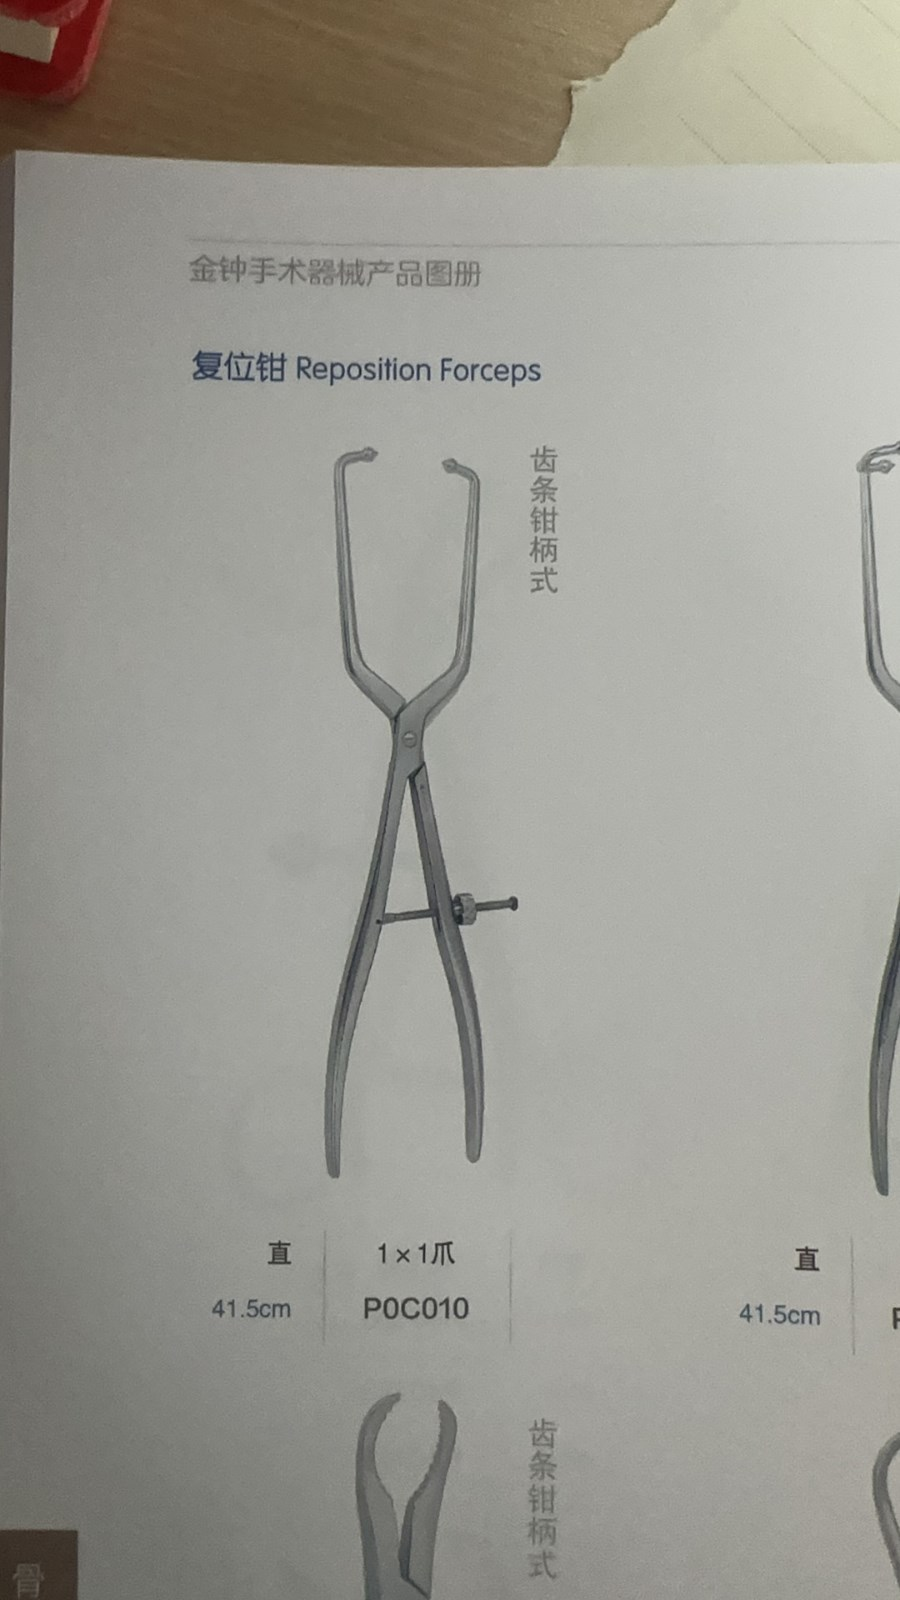 金钟手术器械产品图册
复位钳 Reposition Forceps
齿条钳柄式
直
1×1爪
41.5cm
P0C010
直
41.5cm
齿条钳柄式
骨